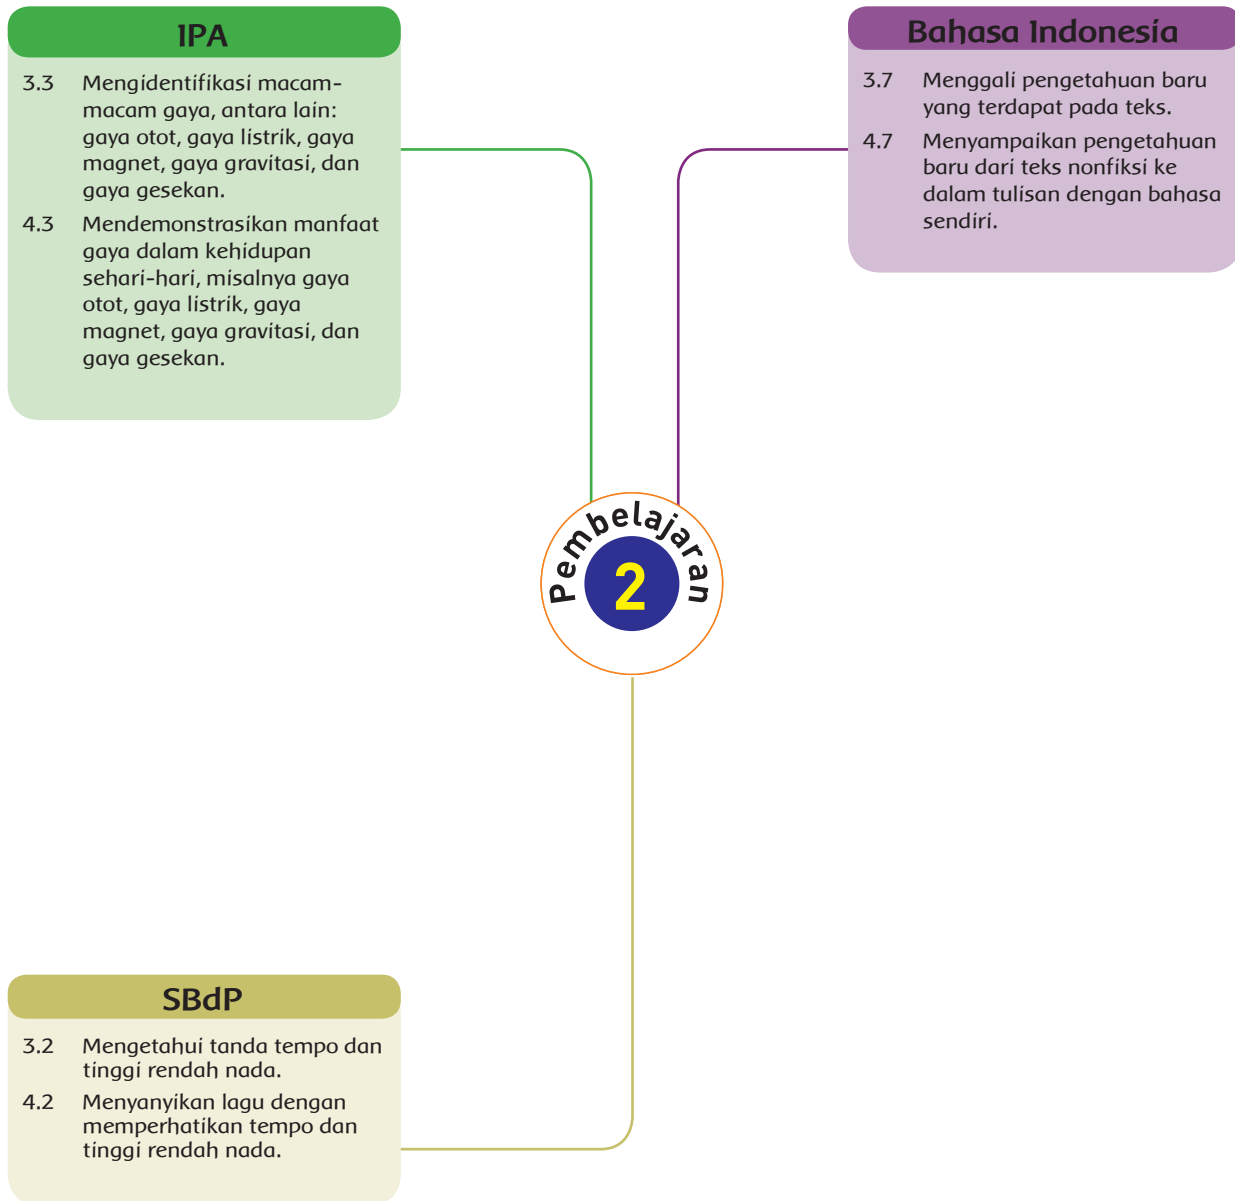 IPA
3.3 Mengidentifikasi macam-
macam gaya, antara lain:
gaya otot, gaya listrik, gaya
magnet, gaya gravitasi, dan
gaya gesekan.
4.3 Mendemonstrasikan manfaat
gaya dalam kehidupan
sehari-hari, misalnya gaya
otot, gaya listrik, gaya
magnet, gaya gravitasi, dan
gaya gesekan.
Bahasa Indonesia
3.7 Menggali pengetahuan baru
yang terdapat pada teks.
4.7 Menyampaikan pengetahuan
baru dari teks nonfiksi ke
dalam tulisan dengan bahasa
sendiri.
Pembelajaran
2
SBdP
3.2 Mengetahui tanda tempo dan
tinggi rendah nada.
4.2 Menyanyikan lagu dengan
memperhatikan tempo dan
tinggi rendah nada.